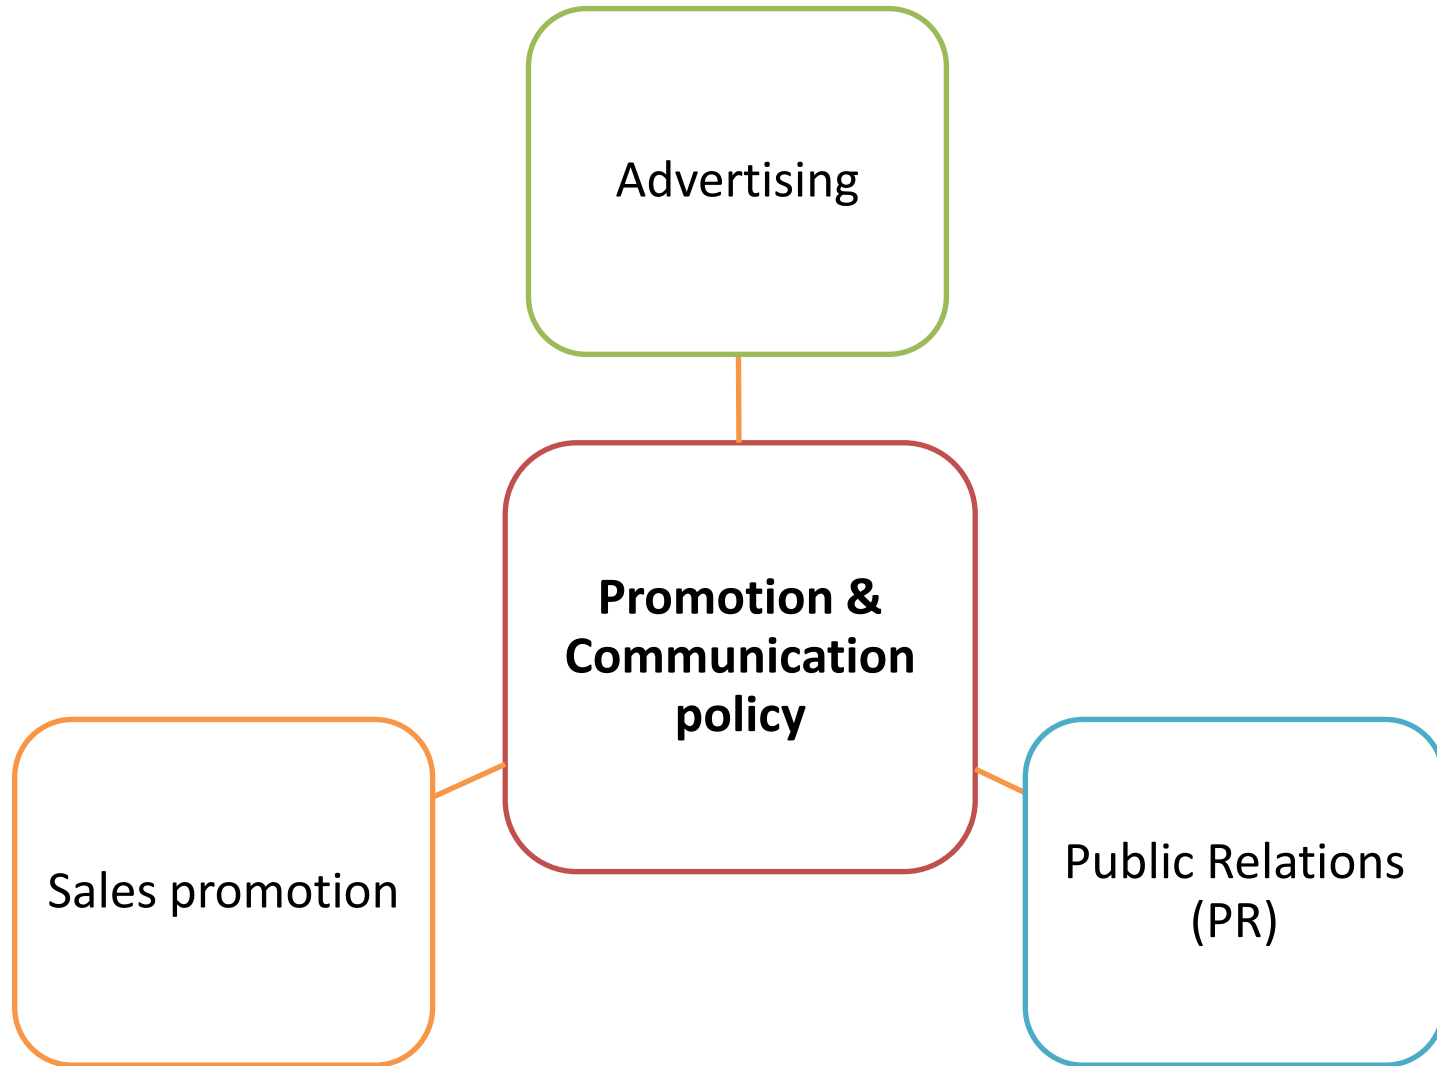 Advertising
Promotion &
Communication
policy
Sales promotion
Public Relations
(PR)